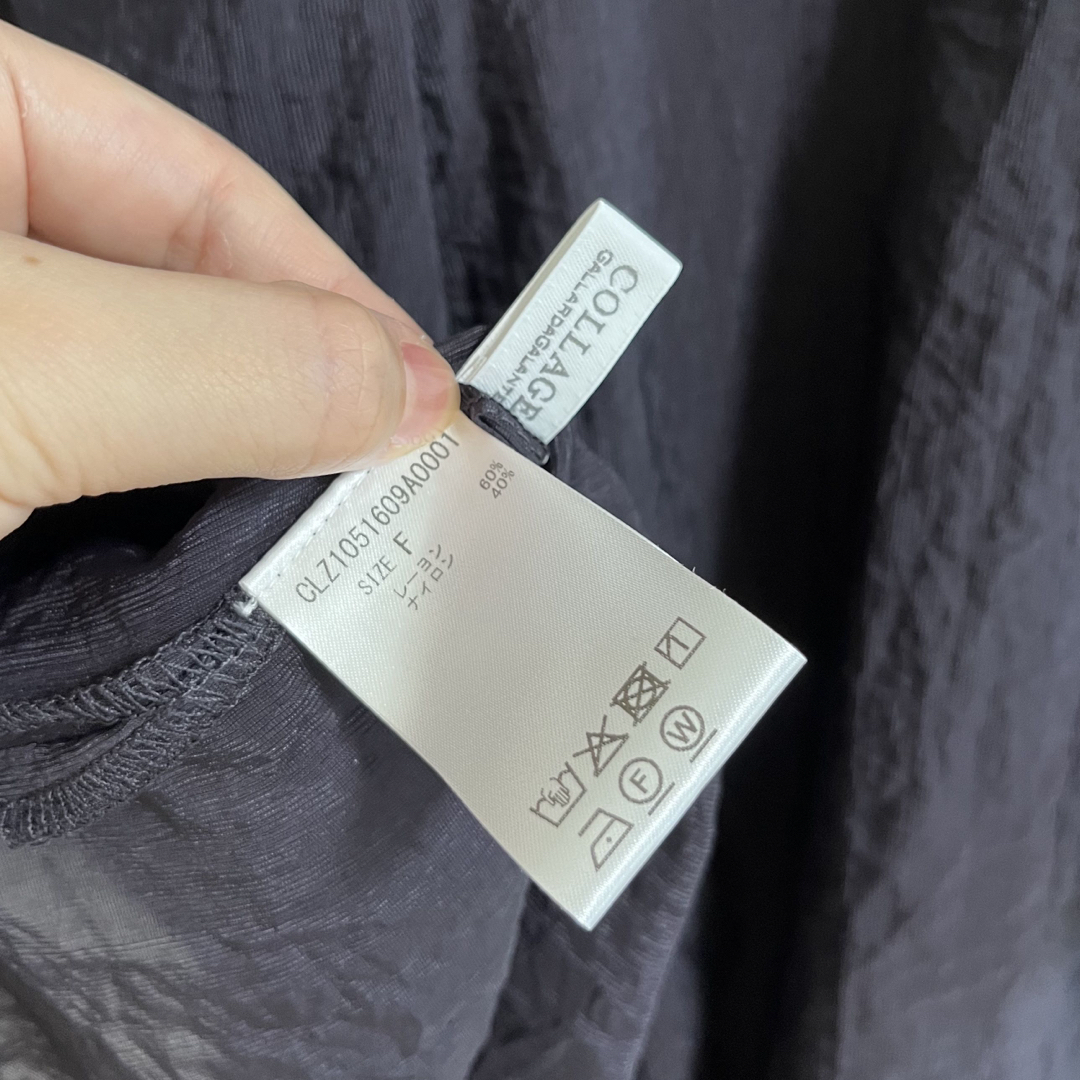 COLLAGE
GALLARDAGALANTE
CLZ1051609A0001
SIZE F
レーヨン 60%
ナイロン 40%
W
F